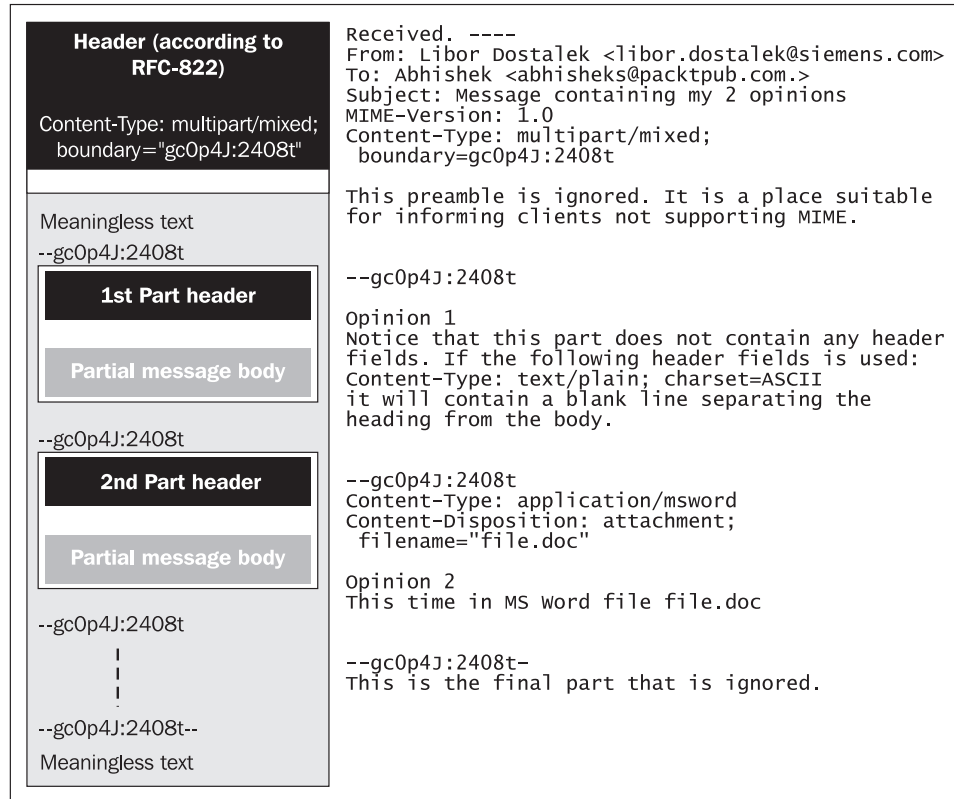 Header (according to
RFC-822)
Content-Type: multipart/mixed;
boundary="gc0p4J:2408t"
Meaningless text
--gc0p4J:2408t
1st Part header
Partial message body
--gc0p4J:2408t
2nd Part header
Partial message body
--gc0p4J:2408t
--gc0p4J:2408t--
Meaningless text
Received. ----
From: Libor Dostalek <libor.dostalek@siemens.com>
To: Abhishek <abhisheks@packtpub.com.>
Subject: Message containing my 2 opinions
MIME-Version: 1.0
Content-Type: multipart/mixed;
boundary=gc0p4J:2408t
This preamble is ignored. It is a place suitable
for informing clients not supporting MIME.
--gc0p4J:2408t
Opinion 1
Notice that this part does not contain any header
fields. If the following header fields is used:
Content-Type: text/plain; charset=ASCII
it will contain a blank line separating the
heading from the body.
--gc0p4J:2408t
Content-Type: application/msword
Content-Disposition: attachment;
filename="file.doc"
Opinion 2
This time in MS Word file file.doc
--gc0p4J:2408t-
This is the final part that is ignored.